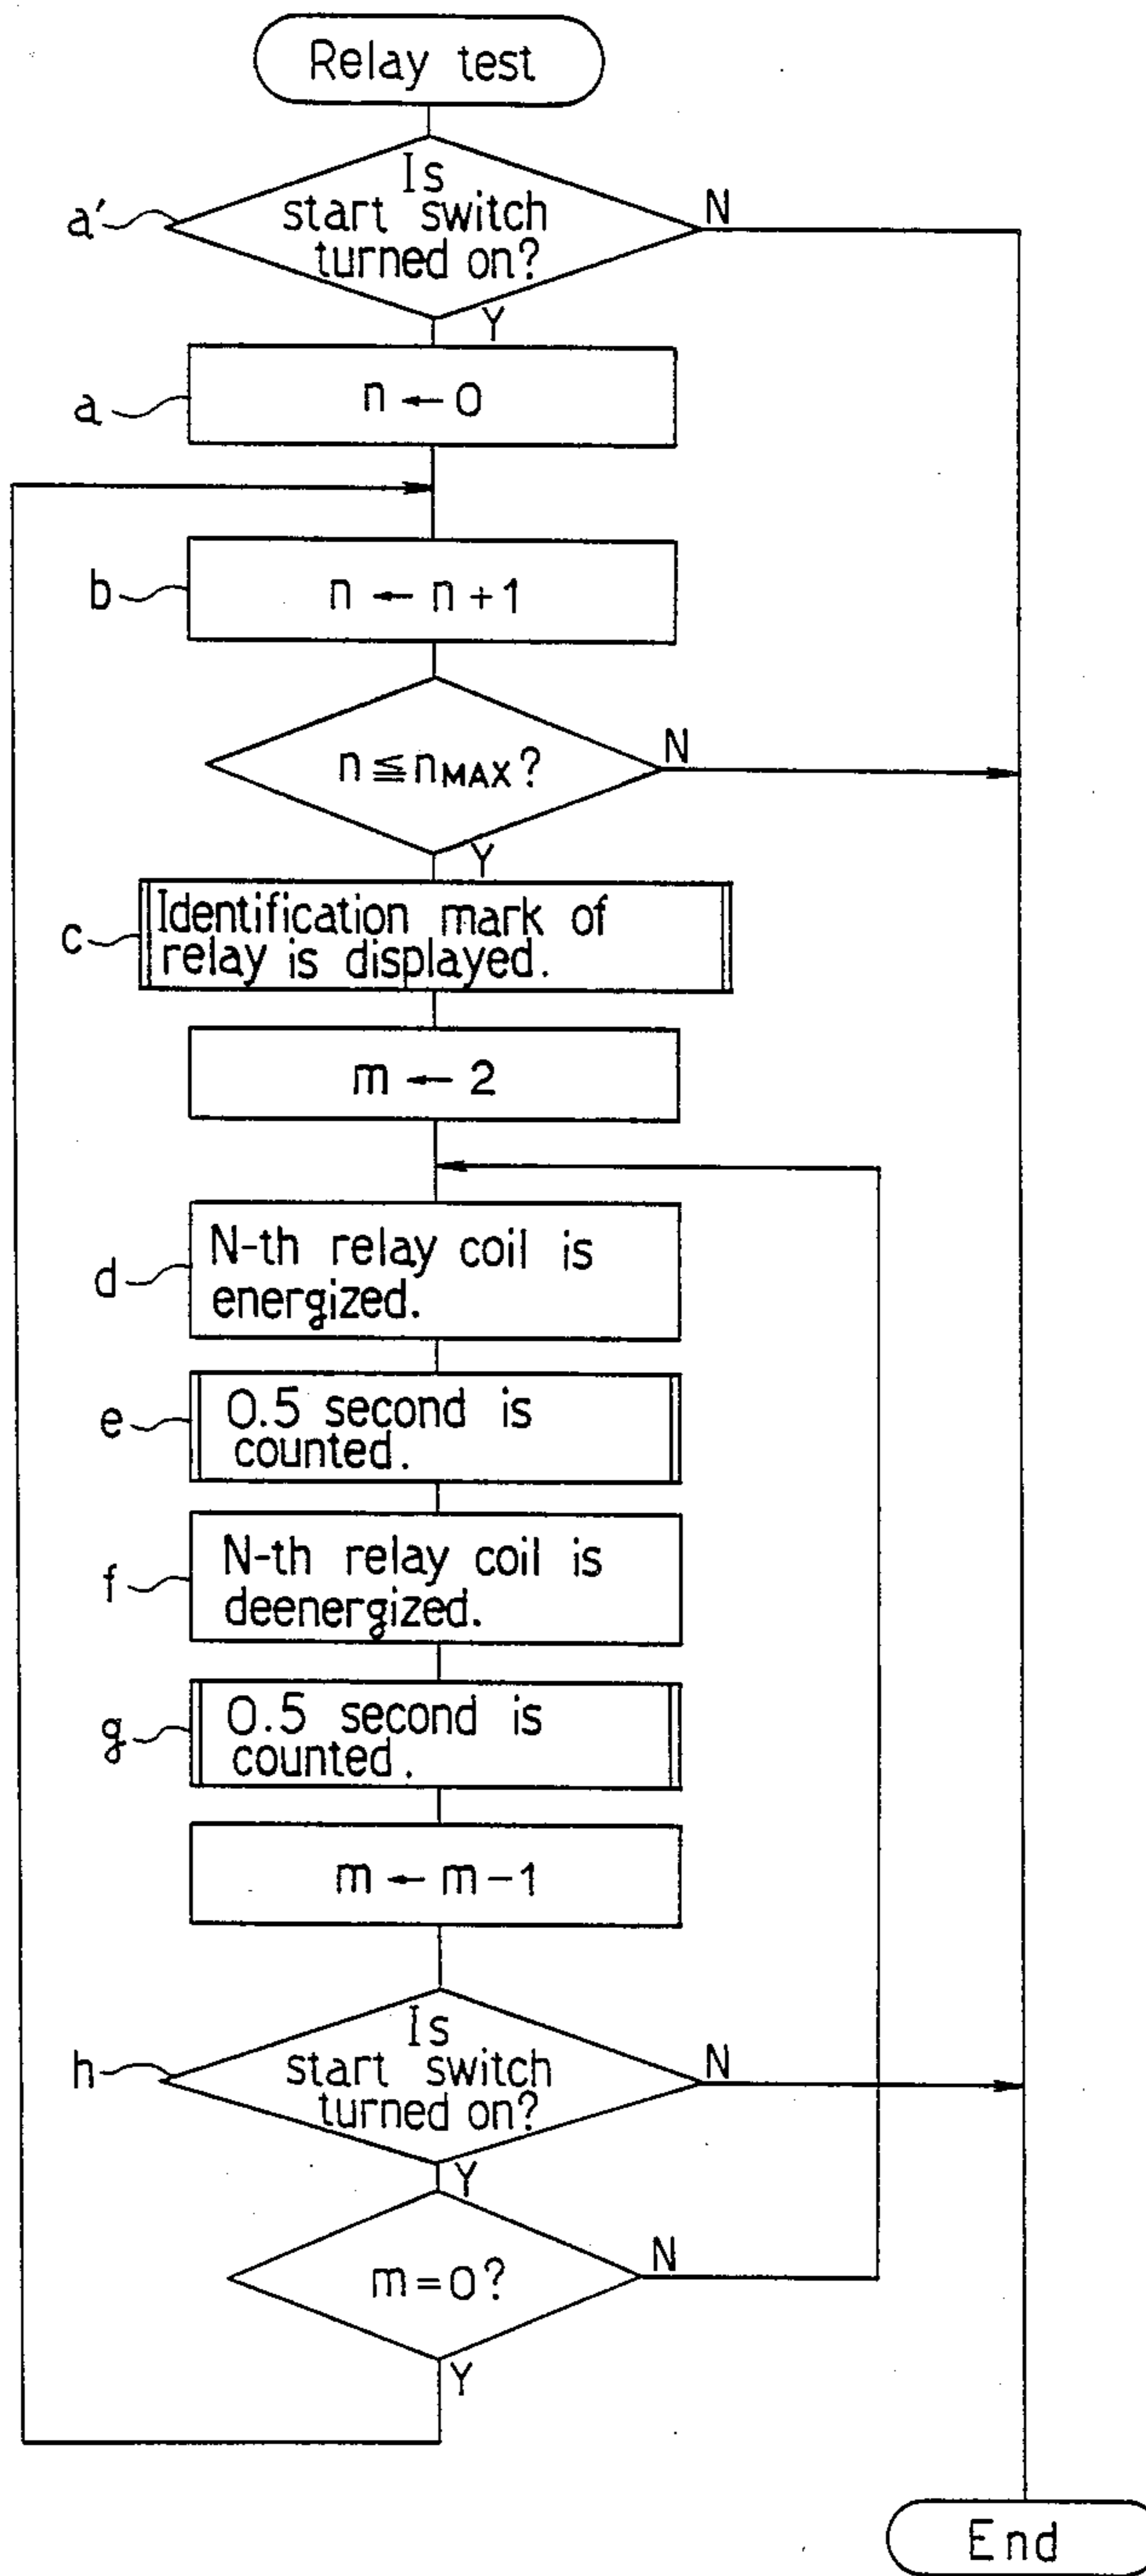 Relay test
a'
Is
start switch
turned on?
N
Y
a
n ← 0
b
n ← n + 1
n ≦ nMAX ?
N
Y
c
Identification mark of
relay is displayed.
m ← 2
d
N-th relay coil is
energized.
e
0.5 second is
counted.
f
N-th relay coil is
deenergized.
g
0.5 second is
counted.
m ← m - 1
h
Is
start switch
turned on?
N
Y
m = 0 ?
N
Y
End